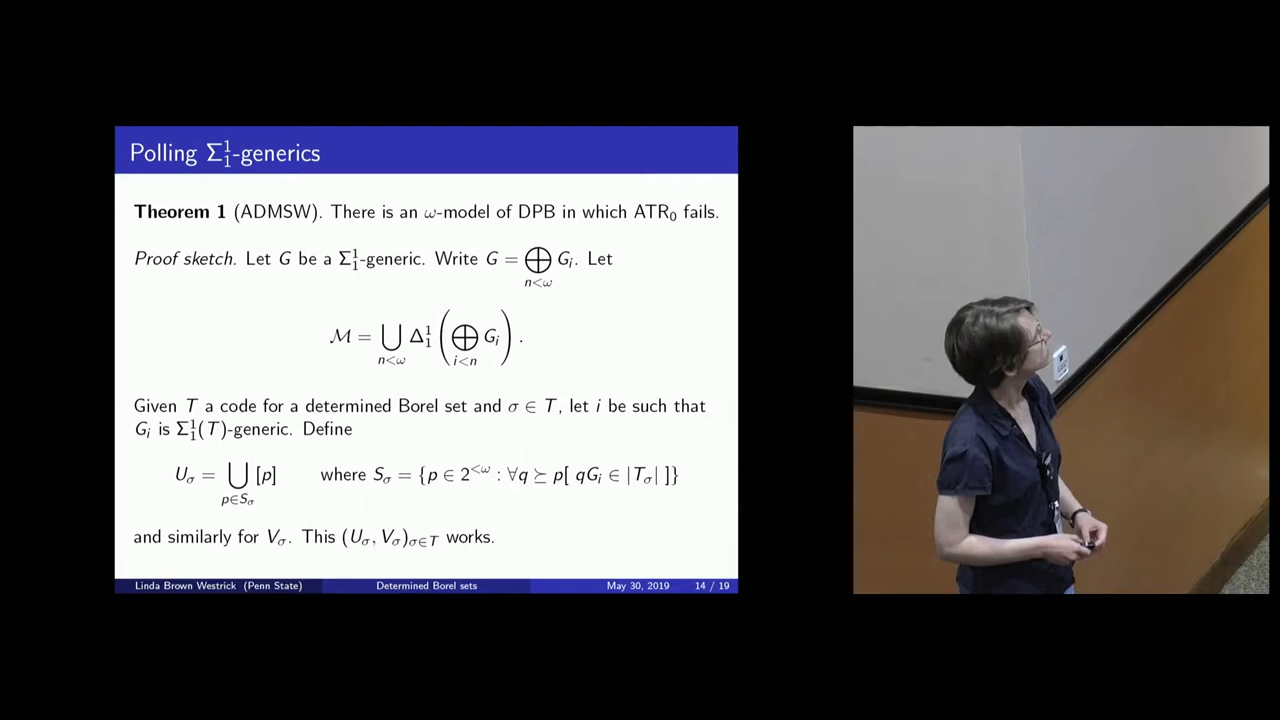 Polling Σ¹₁-generics
Theorem 1 (ADMSW). There is an ω-model of DPB in which ATR₀ fails.
Proof sketch. Let G be a Σ¹₁-generic. Write G = ⊕_{n<ω} G_i. Let
M = ⋃_{n<ω} Δ¹₁ (⊕_{i<n} G_i).
Given T a code for a determined Borel set and σ ∈ T, let i be such that
G_i is Σ¹₁(T)-generic. Define
U_σ = ⋃_{p∈S_σ} [p] where S_σ = {p ∈ 2^{<ω} : ∀q ⪰ p[ qG_i ∈ |T_σ| ]}
and similarly for V_σ. This (U_σ, V_σ)_{σ∈T} works.
Linda Brown Westrick (Penn State) Determined Borel sets May 30, 2019 14 / 19